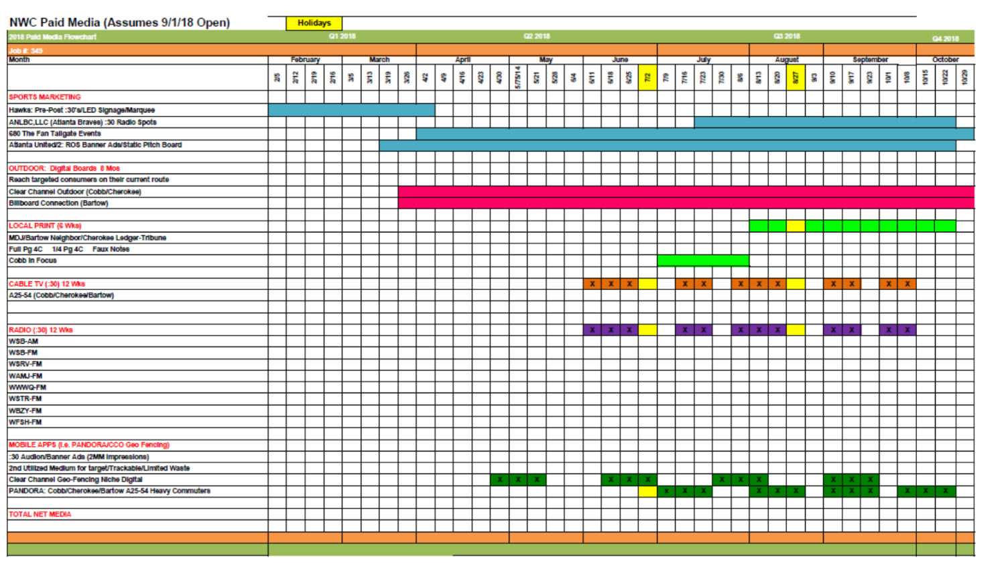 NWC Paid Media (Assumes 9/1/18 Open) Holidays
2018 Paid Media Flowchart Q1 2018 Q2 2018 Q3 2018 Q4 2018
Job #: 349
Month February March April May June July August September October
2/5 2/12 2/19 2/16 3/5 3/13 3/19 3/26 4/2 4/9 4/16 4/23 4/30 5/75/14 5/21 5/28 6/4 6/11 6/18 6/25 7/2 7/9 7/16 7/23 7/30 8/6 8/13 8/20 8/27 9/3 9/10 9/17 9/23 10/1 10/8 10/15 10/22 10/29
SPORTS MARKETING
Hawks: Pre-Post :30's/LED Signage/Marquee
ANLBC,LLC (Atlanta Braves) :30 Radio Spots
680 The Fan Tailgate Events
Atlanta United/2: ROS Banner Ads/Static Pitch Board
OUTDOOR: Digital Boards 8 Mos
Reach targeted consumers on their current route
Clear Channel Outdoor (Cobb/Cherokee)
Billboard Connection (Bartow)
LOCAL PRINT (6 Wks)
MDJ/Bartow Neighbor/Cherokee Ledger-Tribune
Full Pg 4C 1/4 Pg 4C Faux Notes
Cobb In Focus
CABLE TV (:30) 12 Wks X X X X X X X X X X X X
A25-54 (Cobb/Cherokee/Bartow)
RADIO (:30) 12 Wks X X X X X X X X X X X X
WSB-AM
WSB-FM
WSRV-FM
WAMJ-FM
WWWQ-FM
WSTR-FM
WBZY-FM
WFSH-FM
MOBILE APPS (i.e. PANDORA/CCO Geo Fencing)
:30 Audion/Banner Ads (2MM Impressions)
2nd Utilized Medium for target/Trackable/Limited Waste
Clear Channel Geo-Fencing Niche Digital X X X X X X X X X X X X
PANDORA: Cobb/Cherokee/Bartow A25-54 Heavy Commuters x X X X X X X X X X X X
TOTAL NET MEDIA